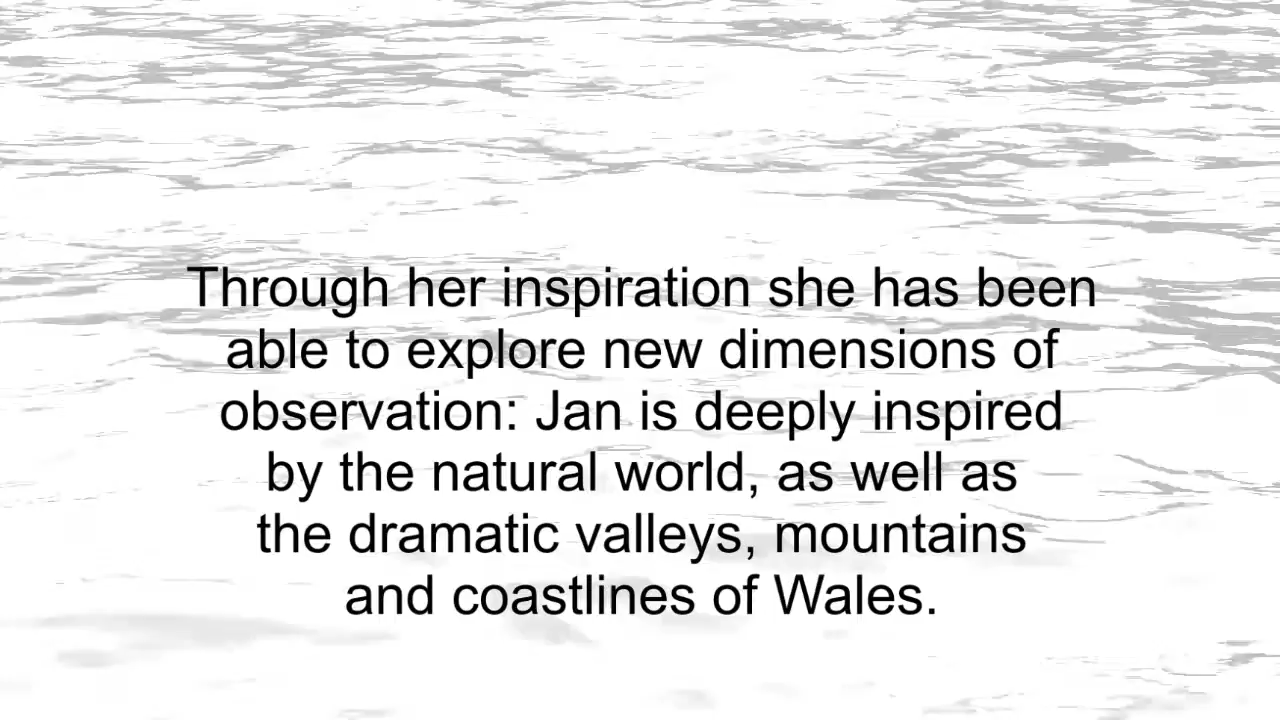 Through her inspiration she has been
able to explore new dimensions of
observation: Jan is deeply inspired
by the natural world, as well as
the dramatic valleys, mountains
and coastlines of Wales.